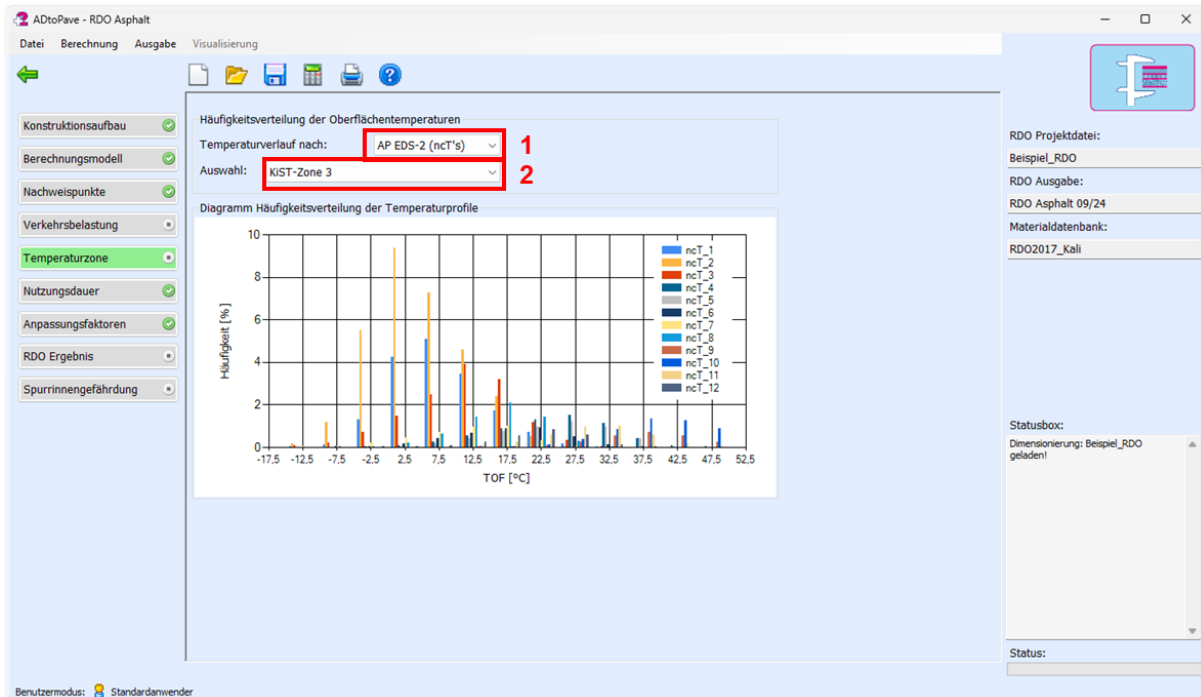 ADtoPave - RDO Asphalt
Datei Berechnung Ausgabe Visualisierung
Konstruktionsaufbau
Berechnungsmodell
Nachweispunkte
Verkehrsbelastung
Temperaturzone
Nutzungsdauer
Anpassungsfaktoren
RDO Ergebnis
Spurrinnengefährdung
Häufigkeitsverteilung der Oberflächentemperaturen
Temperaturverlauf nach: AP EDS-2 (ncT's) 1
Auswahl: KiST-Zone 3 2
Diagramm Häufigkeitsverteilung der Temperaturprofile
Häufigkeit [%]
10
8
6
4
2
0
ncT_1
ncT_2
ncT_3
ncT_4
ncT_5
ncT_6
ncT_7
ncT_8
ncT_9
ncT_10
ncT_11
ncT_12
-17,5 -12,5 -7,5 -2,5 2,5 7,5 12,5 17,5 22,5 27,5 32,5 37,5 42,5 47,5 52,5
TOF [°C]
RDO Projektdatei:
Beispiel_RDO
RDO Ausgabe:
RDO Asphalt 09/24
Materialdatenbank:
RDO2017_Kali
Statusbox:
Dimensionierung: Beispiel_RDO
geladen!
Status:
Benutzermodus: Standardanwender